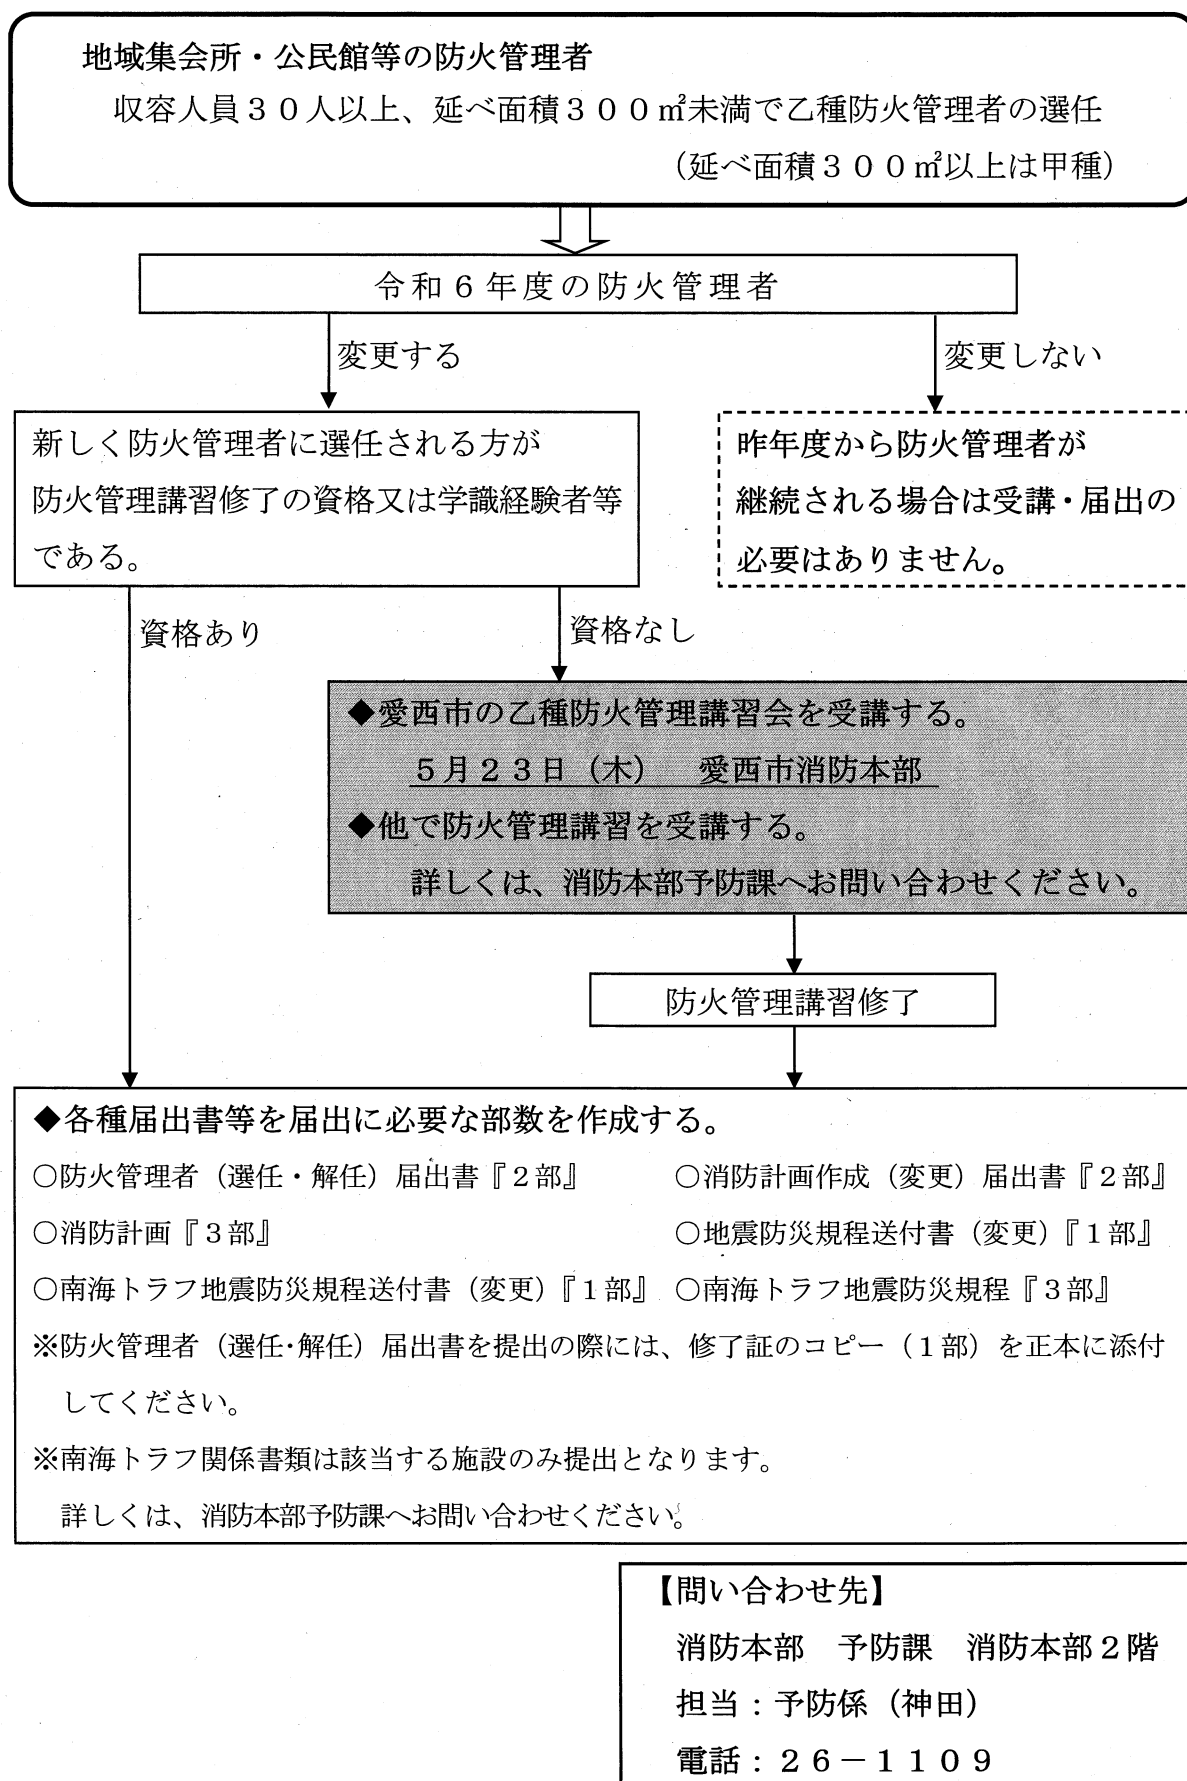 地域集会所・公民館等の防火管理者
収容人員３０人以上、延べ面積３００㎡未満で乙種防火管理者の選任
（延べ面積３００㎡以上は甲種）
令和６年度の防火管理者
変更する
変更しない
新しく防火管理者に選任される方が
防火管理講習修了の資格又は学識経験者等
である。
昨年度から防火管理者が
継続される場合は受講・届出の
必要はありません。
資格あり
資格なし
◆愛西市の乙種防火管理講習会を受講する。
５月２３日（木）　愛西市消防本部
◆他で防火管理講習を受講する。
詳しくは、消防本部予防課へお問い合わせください。
防火管理講習修了
◆各種届出書等を届出に必要な部数を作成する。
○防火管理者（選任・解任）届出書『２部』　○消防計画作成（変更）届出書『２部』
○消防計画『３部』　○地震防災規程送付書（変更）『１部』
○南海トラフ地震防災規程送付書（変更）『１部』　○南海トラフ地震防災規程『３部』
※防火管理者（選任・解任）届出書を提出の際には、修了証のコピー（１部）を正本に添付
してください。
※南海トラフ関係書類は該当する施設のみ提出となります。
詳しくは、消防本部予防課へお問い合わせください。
【問い合わせ先】
消防本部　予防課　消防本部２階
担当：予防係（神田）
電話：２６－１１０９